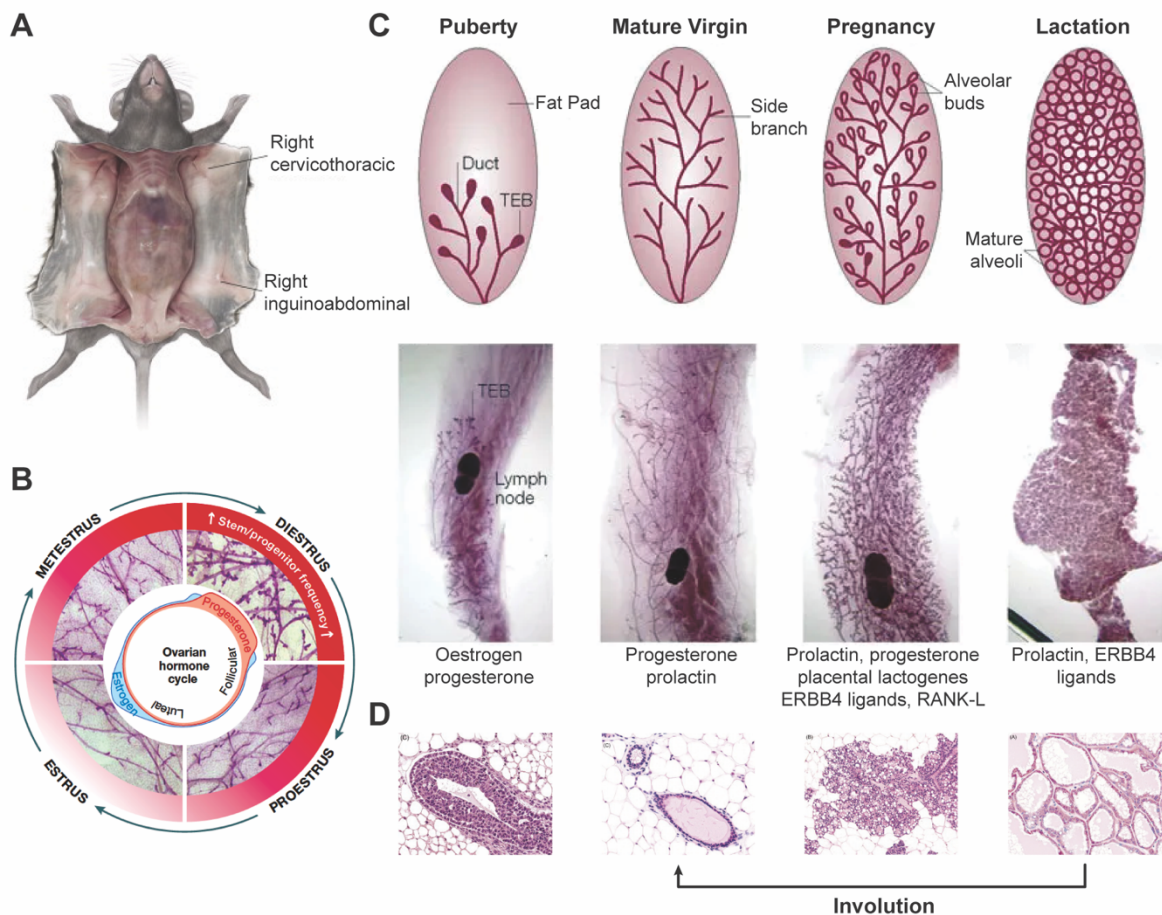 A
Right
cervicothoracic
Right
inguinoabdominal
B
METESTRUS
DIESTRUS
↑ Stem/progenitor frequency ↑
PROESTRUS
ESTRUS
Progesterone
Follicular
Luteal
Estrogen
Ovarian
hormone
cycle
C
Puberty
Mature Virgin
Pregnancy
Lactation
Fat Pad
Duct
TEB
Side
branch
Alveolar
buds
Mature
alveoli
TEB
Lymph
node
Oestrogen
progesterone
Progesterone
prolactin
Prolactin, progesterone
placental lactogenes
ERBB4 ligands, RANK-L
Prolactin, ERBB4
ligands
D
(C)
(C)
(B)
(A)
Involution